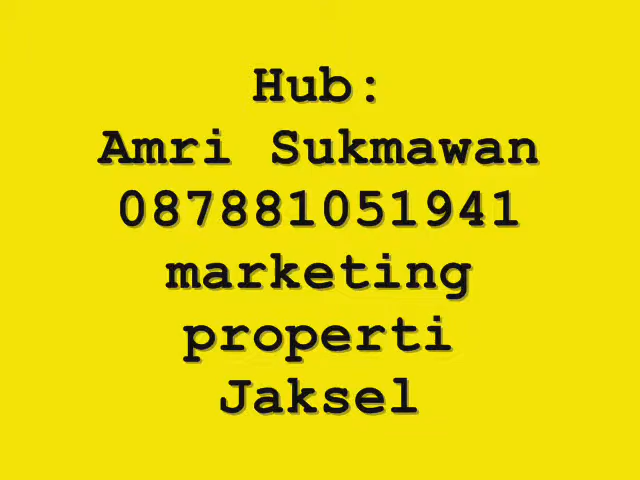 Hub:
Amri Sukmawan
087881051941
marketing
properti
Jaksel